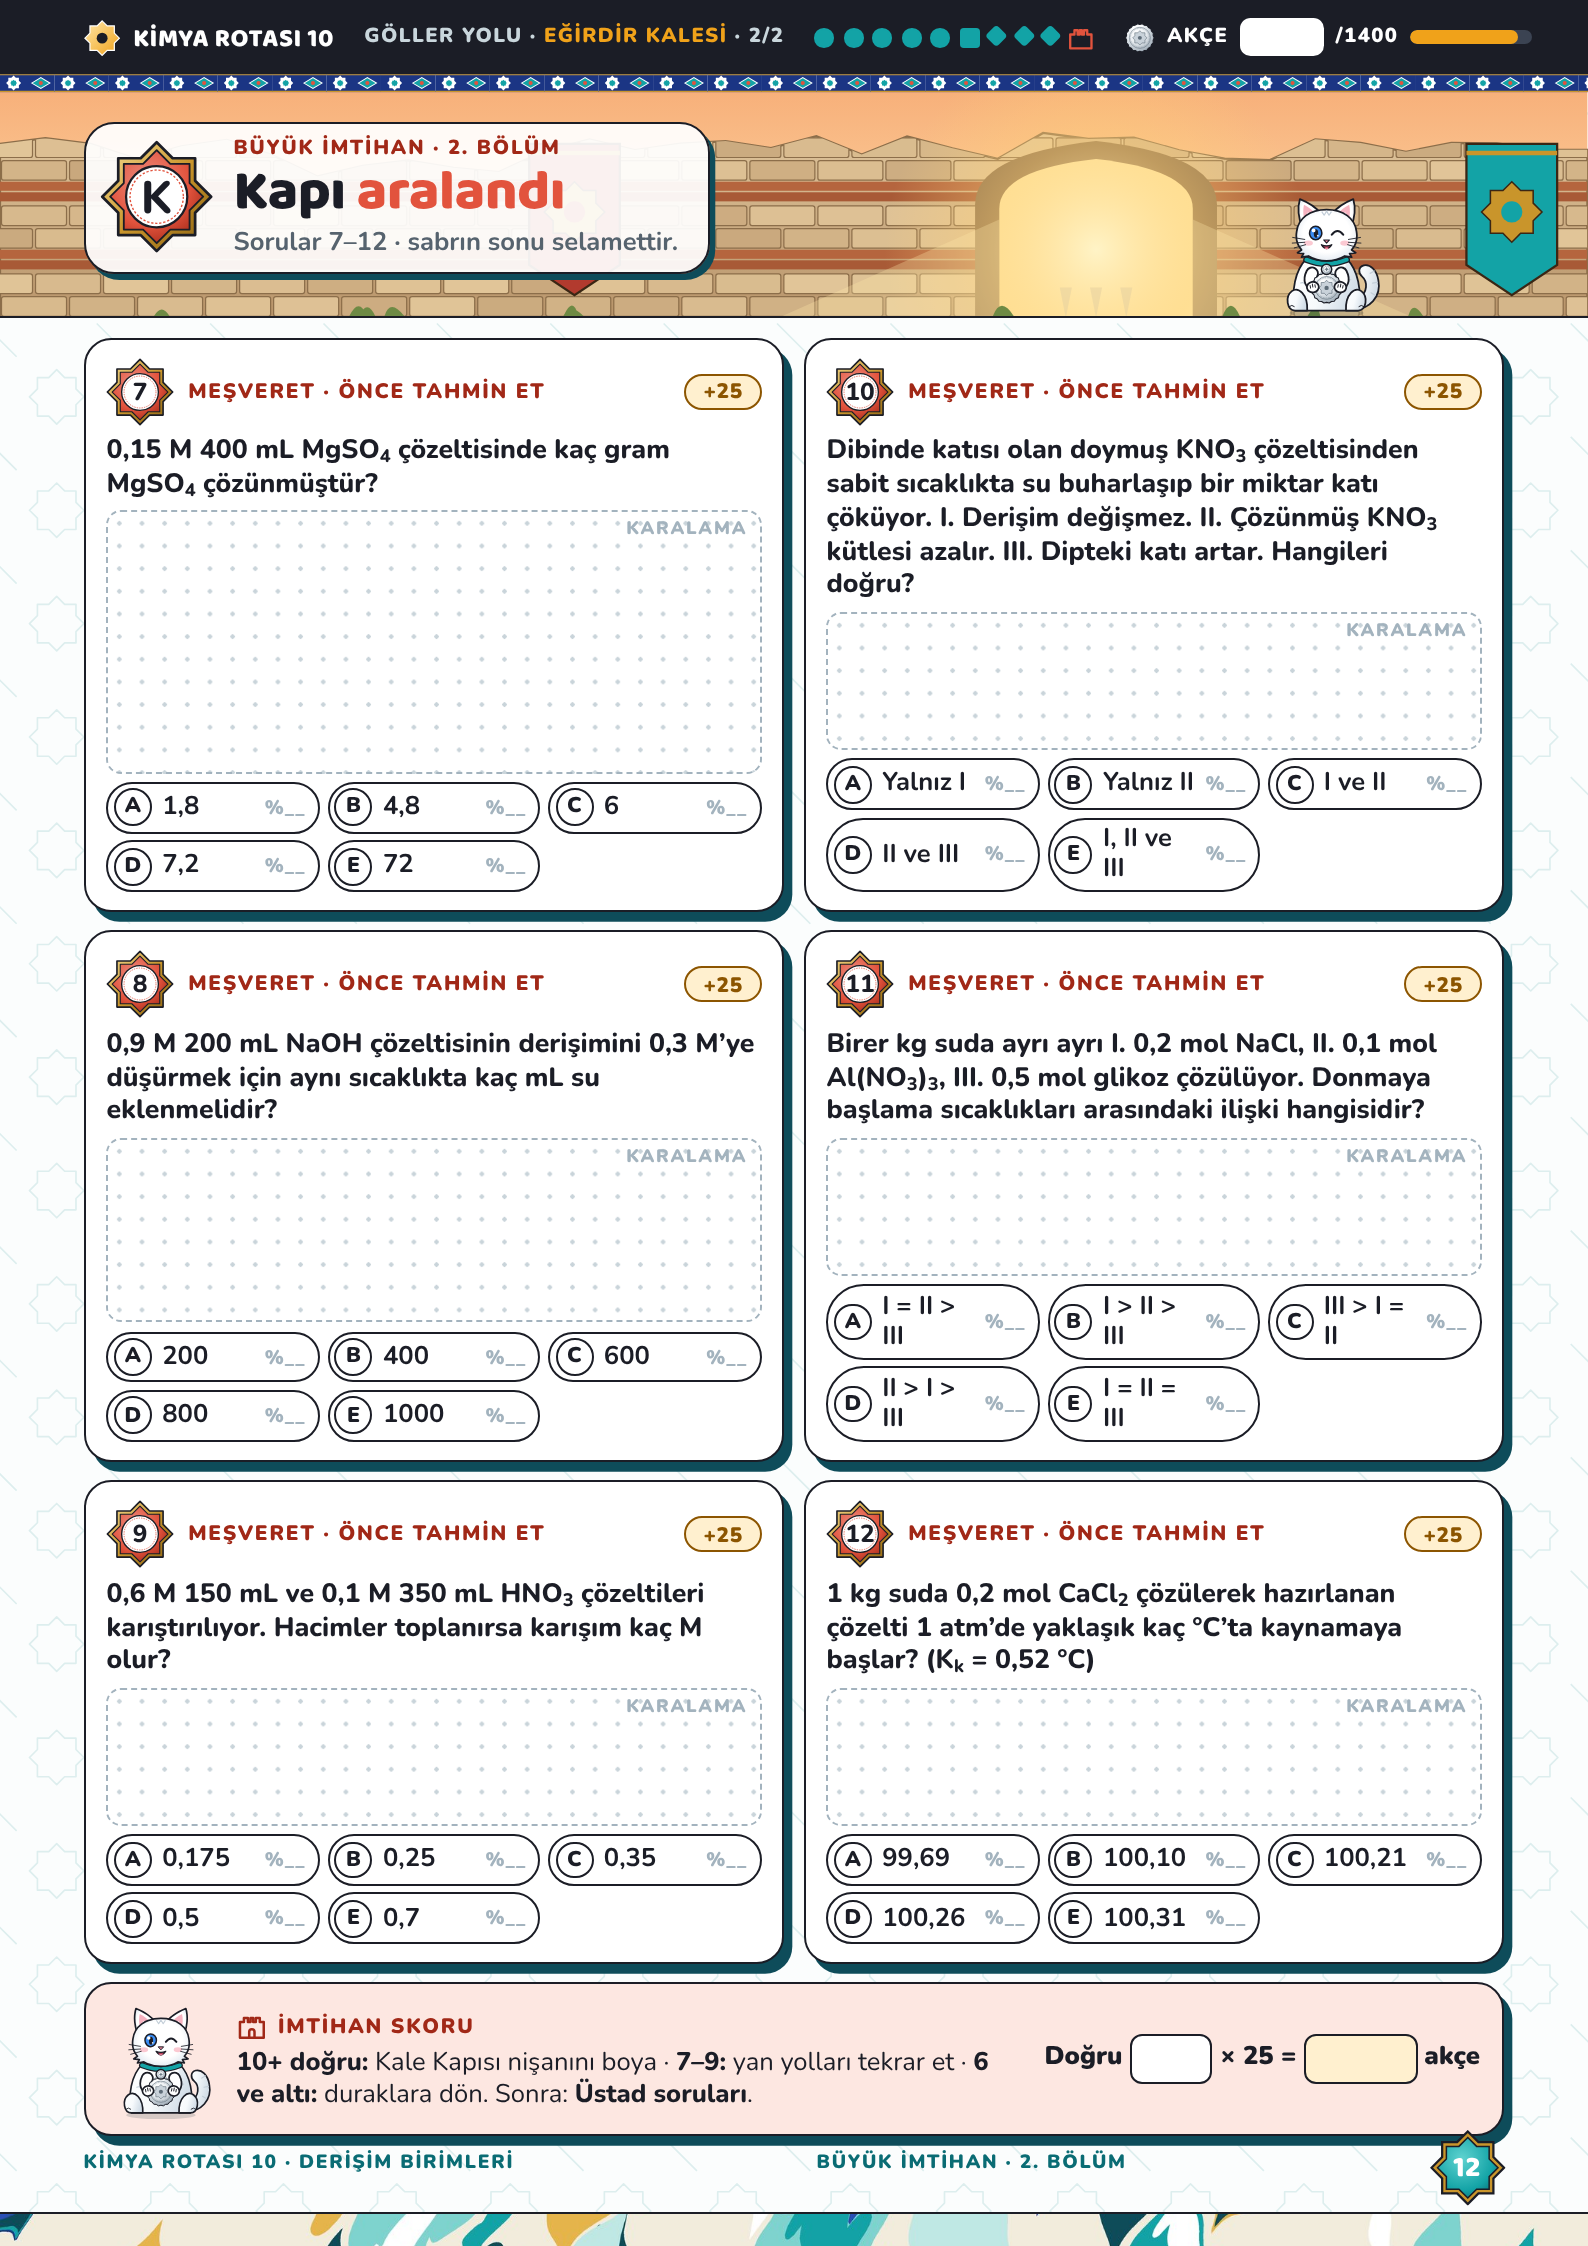 KİMYA ROTASI 10 GÖLLER YOLU · EĞİRDİR KALESİ · 2/2 AKÇE /1400
BÜYÜK İMTİHAN · 2. BÖLÜM
K
Kapı aralandı
Sorular 7–12 · sabrın sonu selamettir.
7 MEŞVERET · ÖNCE TAHMİN ET +25
0,15 M 400 mL MgSO₄ çözeltisinde kaç gram
MgSO₄ çözünmüştür?
KARALAMA
A 1,8 %__ B 4,8 %__ C 6 %__
D 7,2 %__ E 72 %__
8 MEŞVERET · ÖNCE TAHMİN ET +25
0,9 M 200 mL NaOH çözeltisinin derişimini 0,3 M’ye
düşürmek için aynı sıcaklıkta kaç mL su
eklenmelidir?
KARALAMA
A 200 %__ B 400 %__ C 600 %__
D 800 %__ E 1000 %__
9 MEŞVERET · ÖNCE TAHMİN ET +25
0,6 M 150 mL ve 0,1 M 350 mL HNO₃ çözeltileri
karıştırılıyor. Hacimler toplanırsa karışım kaç M
olur?
KARALAMA
A 0,175 %__ B 0,25 %__ C 0,35 %__
D 0,5 %__ E 0,7 %__
10 MEŞVERET · ÖNCE TAHMİN ET +25
Dibinde katısı olan doymuş KNO₃ çözeltisinden
sabit sıcaklıkta su buharlaşıp bir miktar katı
çöküyor. I. Derişim değişmez. II. Çözünmüş KNO₃
kütlesi azalır. III. Dipteki katı artar. Hangileri
doğru?
KARALAMA
A Yalnız I %__ B Yalnız II %__ C I ve II %__
D II ve III %__ E I, II ve
III %__
11 MEŞVERET · ÖNCE TAHMİN ET +25
Birer kg suda ayrı ayrı I. 0,2 mol NaCl, II. 0,1 mol
Al(NO₃)₃, III. 0,5 mol glikoz çözülüyor. Donmaya
başlama sıcaklıkları arasındaki ilişki hangisidir?
KARALAMA
A I = II >
III %__
B I > II >
III %__
C III > I =
II %__
D II > I >
III %__
E I = II =
III %__
12 MEŞVERET · ÖNCE TAHMİN ET +25
1 kg suda 0,2 mol CaCl₂ çözülerek hazırlanan
çözelti 1 atm’de yaklaşık kaç °C’ta kaynamaya
başlar? (Kₖ = 0,52 °C)
KARALAMA
A 99,69 %__ B 100,10 %__ C 100,21 %__
D 100,26 %__ E 100,31 %__
İMTİHAN SKORU
10+ doğru: Kale Kapısı nişanını boya · 7–9: yan yolları tekrar et · 6
ve altı: duraklara dön. Sonra: Üstad soruları.
Doğru × 25 = akçe
KİMYA ROTASI 10 · DERİŞİM BİRİMLERİ BÜYÜK İMTİHAN · 2. BÖLÜM 12